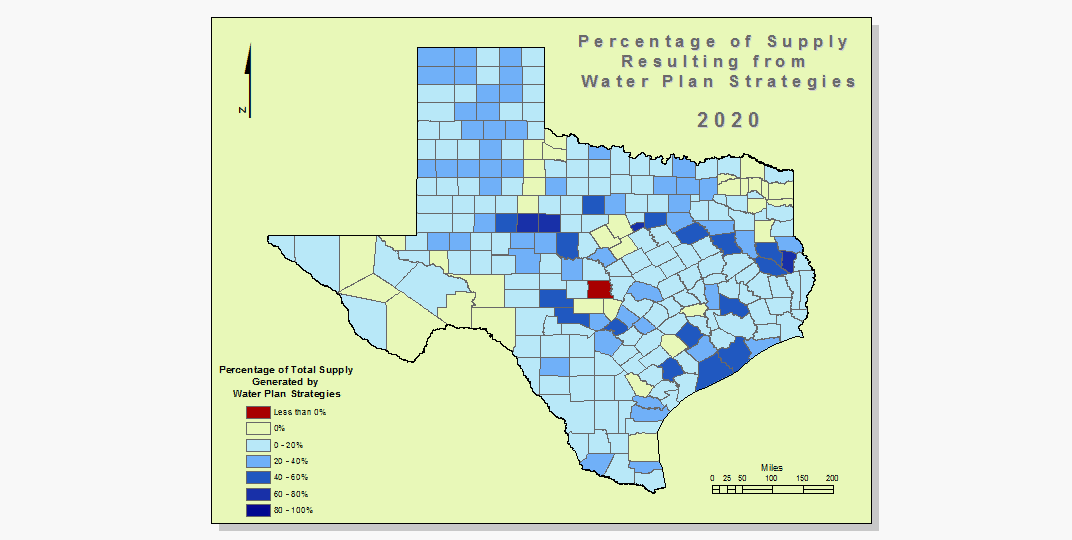 Percentage of Supply
Resulting from
Water Plan Strategies
2020
N
Percentage of Total Supply
Generated by
Water Plan Strategies
Less than 0%
0%
0 - 20%
20 - 40%
40 - 60%
60 - 80%
80 - 100%
Miles
0 25 50 100 150 200